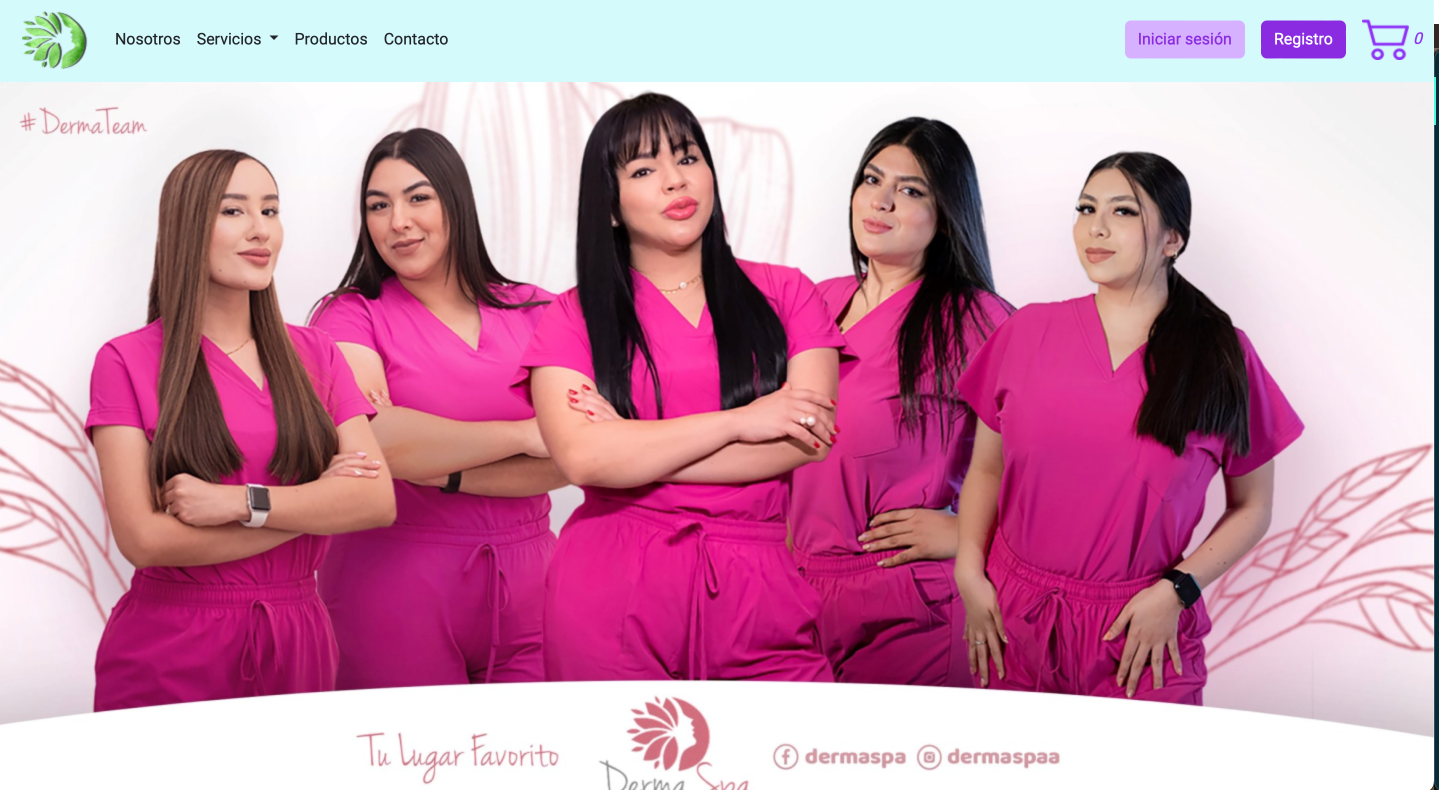 Nosotros Servicios Productos Contacto Iniciar sesión Registro 0
#DermaTeam
Tu Lugar Favorito
Derma Spa
dermaspa dermaspaa